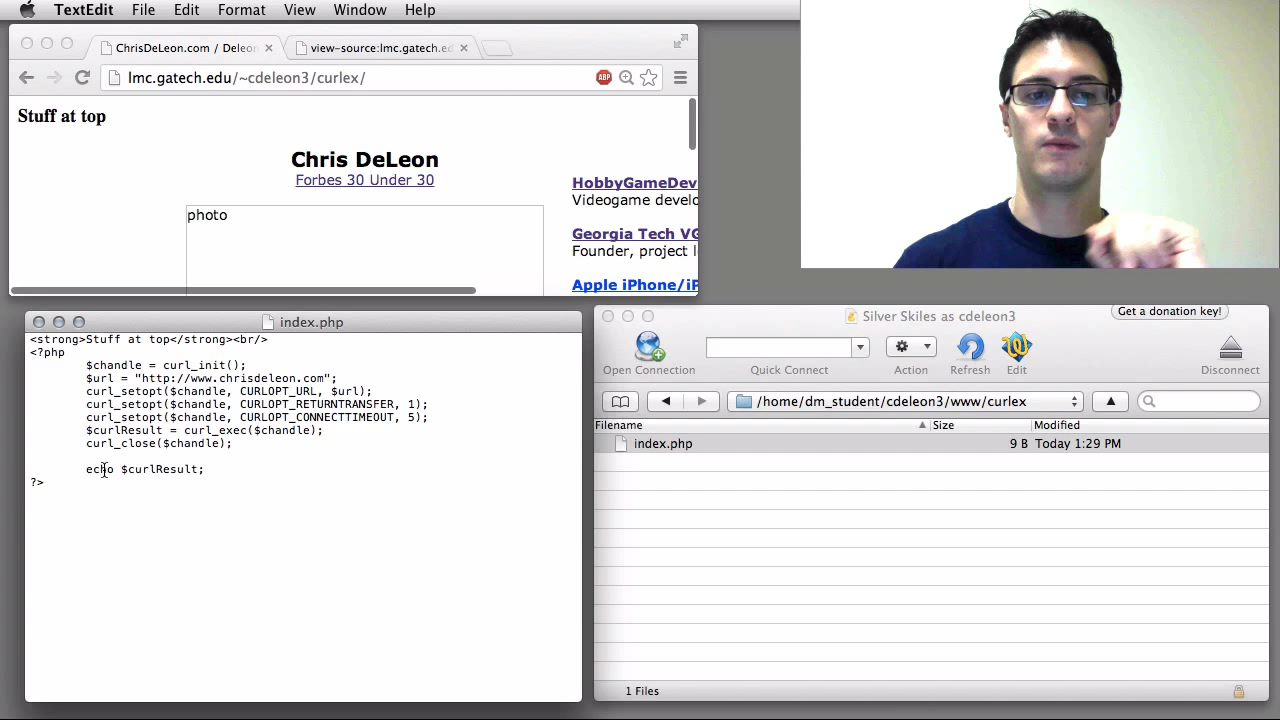 TextEdit File Edit Format View Window Help
ChrisDeLeon.com / Deleon
view-source:lmc.gatech.ed
lmc.gatech.edu/~cdeleon3/curlex/
ABP
Stuff at top
Chris DeLeon
Forbes 30 Under 30
photo
HobbyGameDev
Videogame develo
Georgia Tech VG
Founder, project l
Apple iPhone/iP
index.php
<strong>Stuff at top</strong><br/>
<?php
$chandle = curl_init();
$url = "http://www.chrisdeleon.com";
curl_setopt($chandle, CURLOPT_URL, $url);
curl_setopt($chandle, CURLOPT_RETURNTRANSFER, 1);
curl_setopt($chandle, CURLOPT_CONNECTTIMEOUT, 5);
$curlResult = curl_exec($chandle);
curl_close($chandle);
echo $curlResult;
?>
Silver Skiles as cdeleon3
Get a donation key!
Open Connection Quick Connect Action Refresh Edit Disconnect
/home/dm_student/cdeleon3/www/curlex
Filename Size Modified
index.php 9 B Today 1:29 PM
1 Files